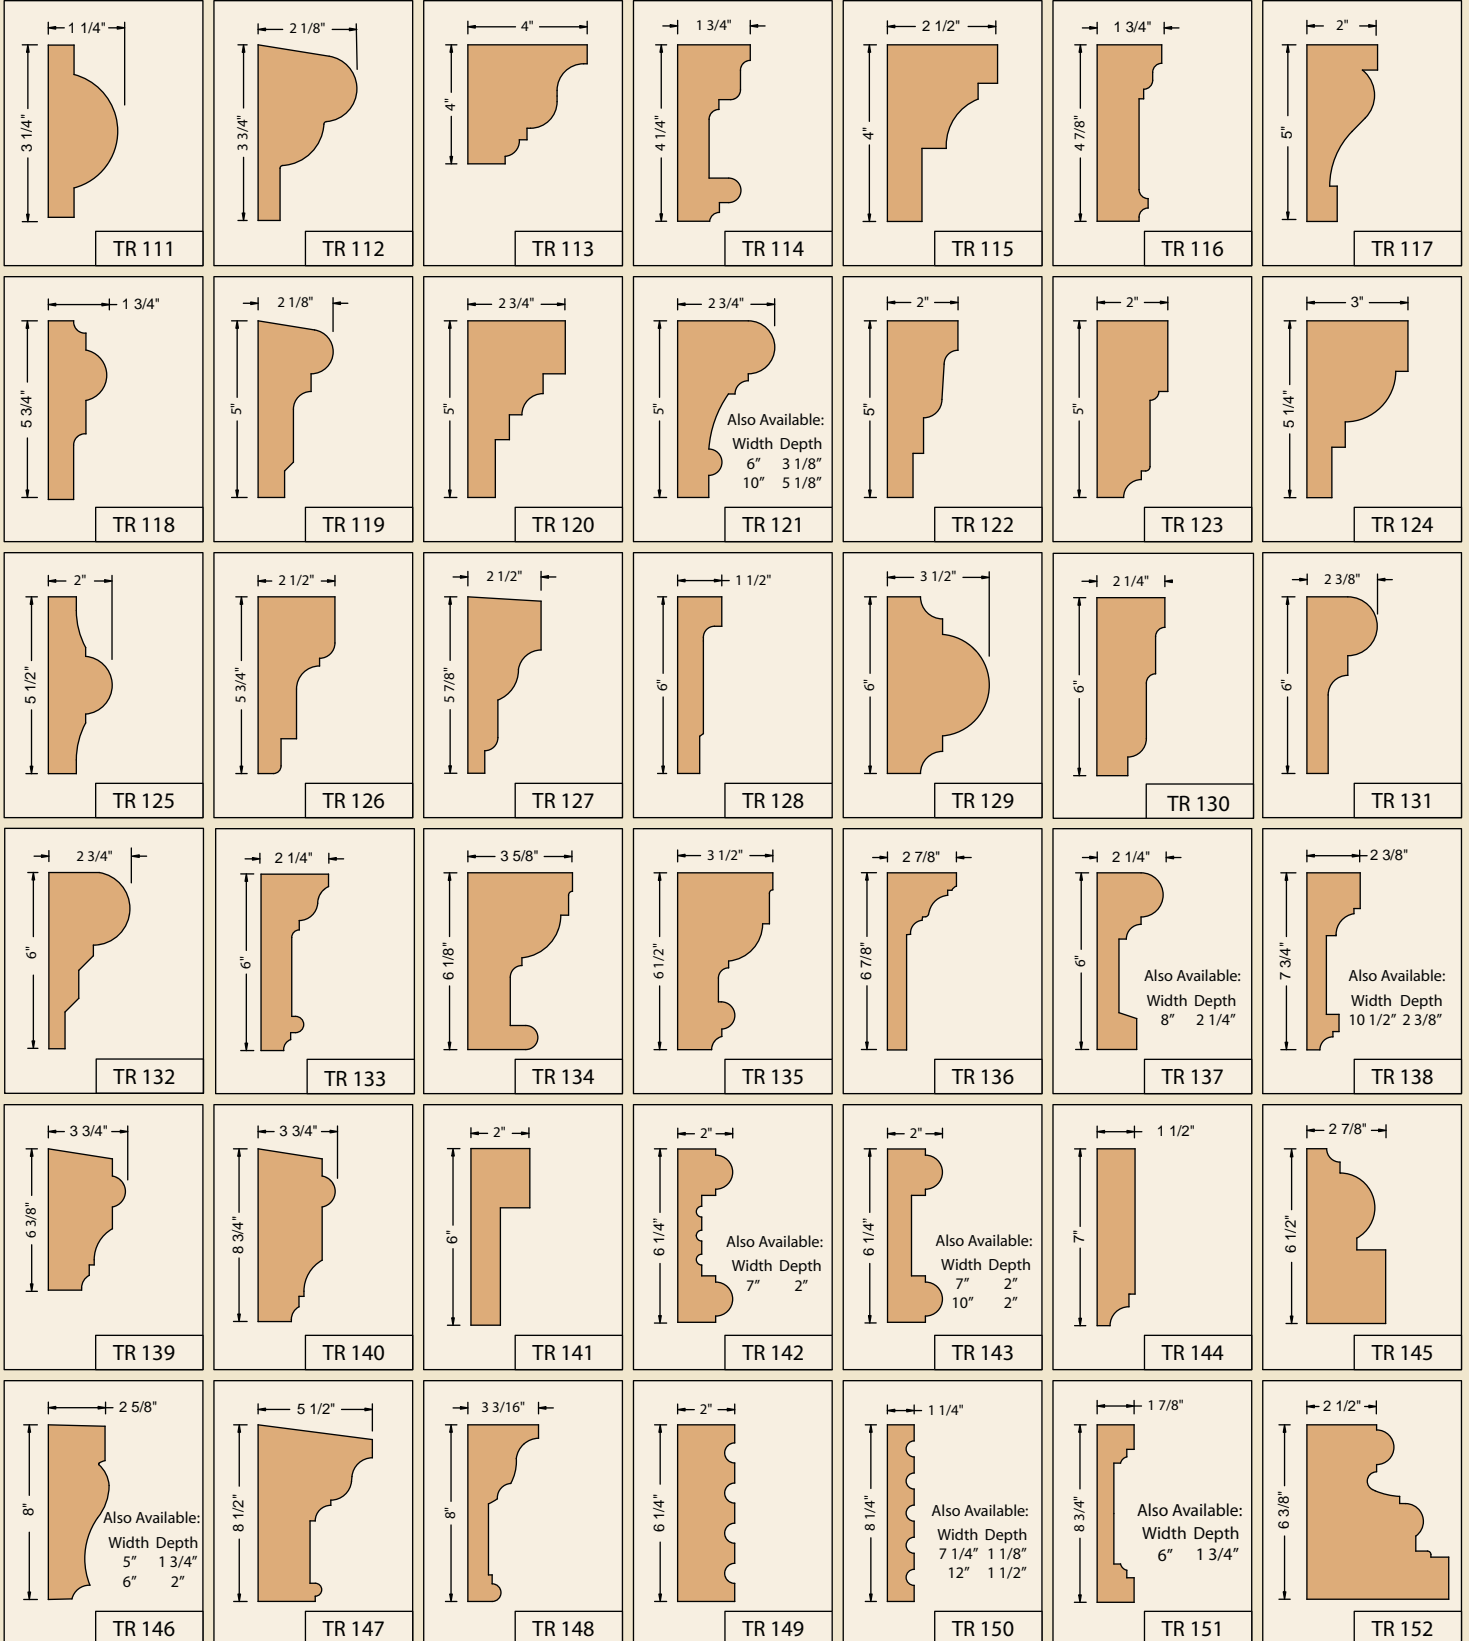 1 1/4"
3 1/4"
TR 111
2 1/8"
3 3/4"
TR 112
4"
4"
TR 113
1 3/4"
4 1/4"
TR 114
2 1/2"
4"
TR 115
1 3/4"
4 7/8"
TR 116
2"
5"
TR 117
1 3/4"
5 3/4"
TR 118
2 1/8"
5"
TR 119
2 3/4"
5"
TR 120
2 3/4"
5"
Also Available:
Width Depth
6” 3 1/8”
10” 5 1/8”
TR 121
2"
5"
TR 122
2"
5"
TR 123
3"
5 1/4"
TR 124
2"
5 1/2"
TR 125
2 1/2"
5 3/4"
TR 126
2 1/2"
5 7/8"
TR 127
1 1/2"
6"
TR 128
3 1/2"
6"
TR 129
2 1/4"
6"
TR 130
2 3/8"
6"
TR 131
2 3/4"
6"
TR 132
2 1/4"
6"
TR 133
3 5/8"
6 1/8"
TR 134
3 1/2"
6 1/2"
TR 135
2 7/8"
6 7/8"
TR 136
2 1/4"
6"
Also Available:
Width Depth
8” 2 1/4”
TR 137
2 3/8"
7 3/4"
Also Available:
Width Depth
10 1/2” 2 3/8”
TR 138
3 3/4"
6 3/8"
TR 139
3 3/4"
8 3/4"
TR 140
2"
6"
TR 141
2"
6 1/4"
Also Available:
Width Depth
7” 2”
TR 142
2"
6 1/4"
Also Available:
Width Depth
7” 2”
10” 2”
TR 143
1 1/2"
7"
TR 144
2 7/8"
6 1/2"
TR 145
2 5/8"
8"
Also Available:
Width Depth
5” 1 3/4”
6” 2”
TR 146
5 1/2"
8 1/2"
TR 147
3 3/16"
8"
TR 148
2"
6 1/4"
TR 149
1 1/4"
8 1/4"
Also Available:
Width Depth
7 1/4” 1 1/8”
12” 1 1/2”
TR 150
1 7/8"
8 3/4"
Also Available:
Width Depth
6” 1 3/4”
TR 151
2 1/2"
6 3/8"
TR 152